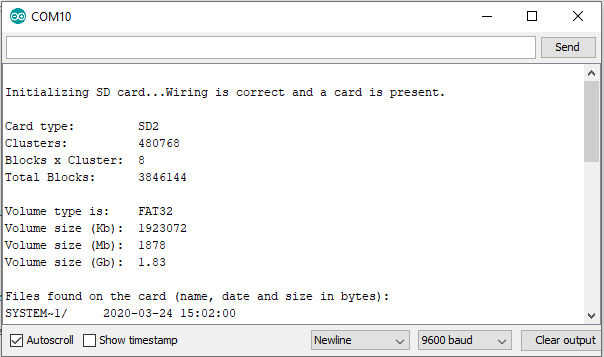 COM10
Send
Initializing SD card...Wiring is correct and a card is present.
Card type: SD2
Clusters: 480768
Blocks x Cluster: 8
Total Blocks: 3846144
Volume type is: FAT32
Volume size (Kb): 1923072
Volume size (Mb): 1878
Volume size (Gb): 1.83
Files found on the card (name, date and size in bytes):
SYSTEM~1/ 2020-03-24 15:02:00
Autoscroll Show timestamp Newline 9600 baud Clear output